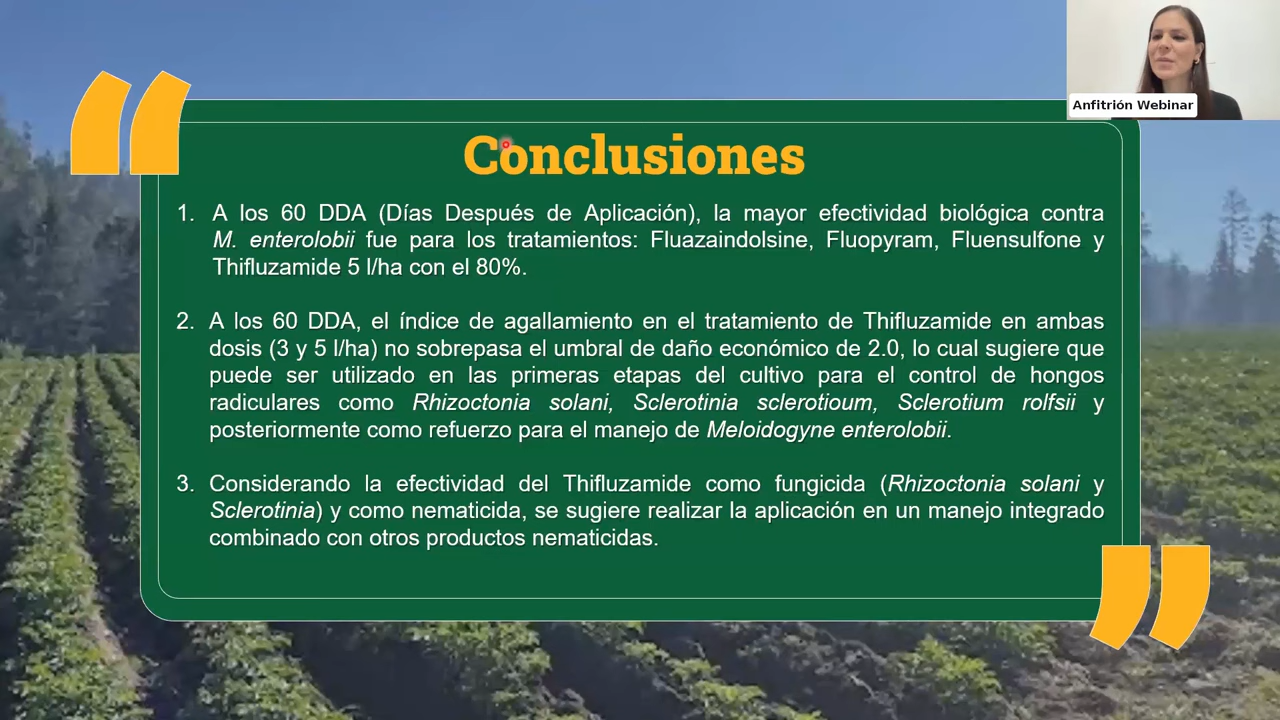 Anfitrión Webinar
Conclusiones
1. A los 60 DDA (Días Después de Aplicación), la mayor efectividad biológica contra
M. enterolobii fue para los tratamientos: Fluazaindolsine, Fluopyram, Fluensulfone y
Thifluzamide 5 l/ha con el 80%.
2. A los 60 DDA, el índice de agallamiento en el tratamiento de Thifluzamide en ambas
dosis (3 y 5 l/ha) no sobrepasa el umbral de daño económico de 2.0, lo cual sugiere que
puede ser utilizado en las primeras etapas del cultivo para el control de hongos
radiculares como Rhizoctonia solani, Sclerotinia sclerotioum, Sclerotium rolfsii y
posteriormente como refuerzo para el manejo de Meloidogyne enterolobii.
3. Considerando la efectividad del Thifluzamide como fungicida (Rhizoctonia solani y
Sclerotinia) y como nematicida, se sugiere realizar la aplicación en un manejo integrado
combinado con otros productos nematicidas.